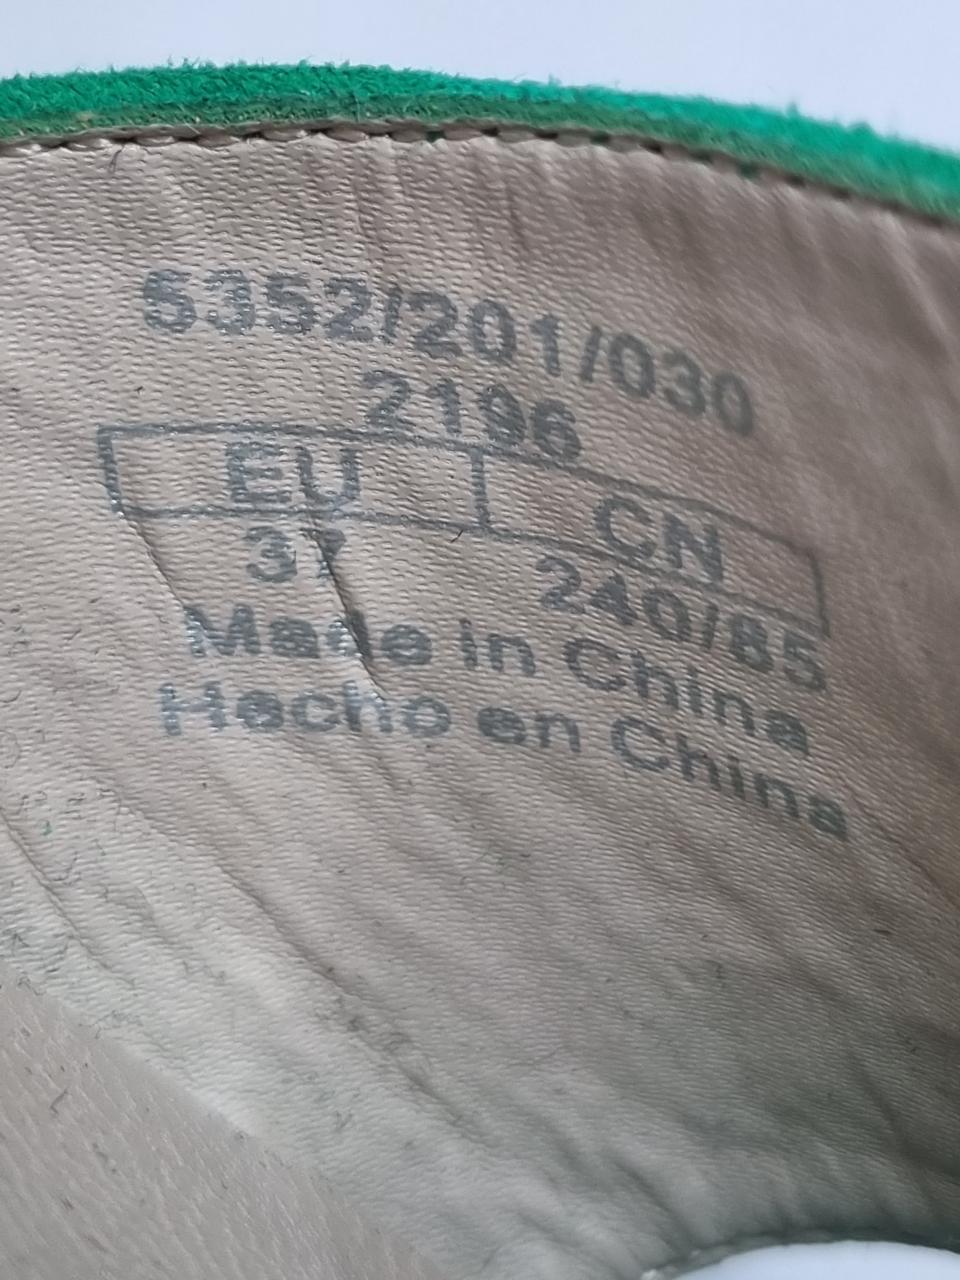 5352/201/030
2196
EU CN
37 240/85
Made in China
Hecho en China